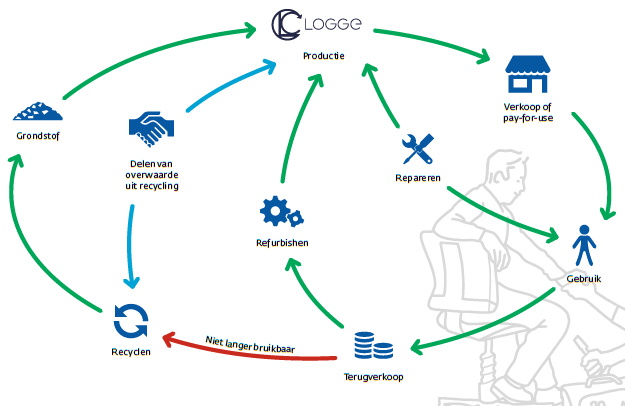 LOGGE
Productie
Verkoop of
pay-for-use
Grondstof
Delen van
overwaarde
uit recycling
Repareren
Refurbishen
Gebruik
Niet langer bruikbaar
Recyclen
Terugverkoop